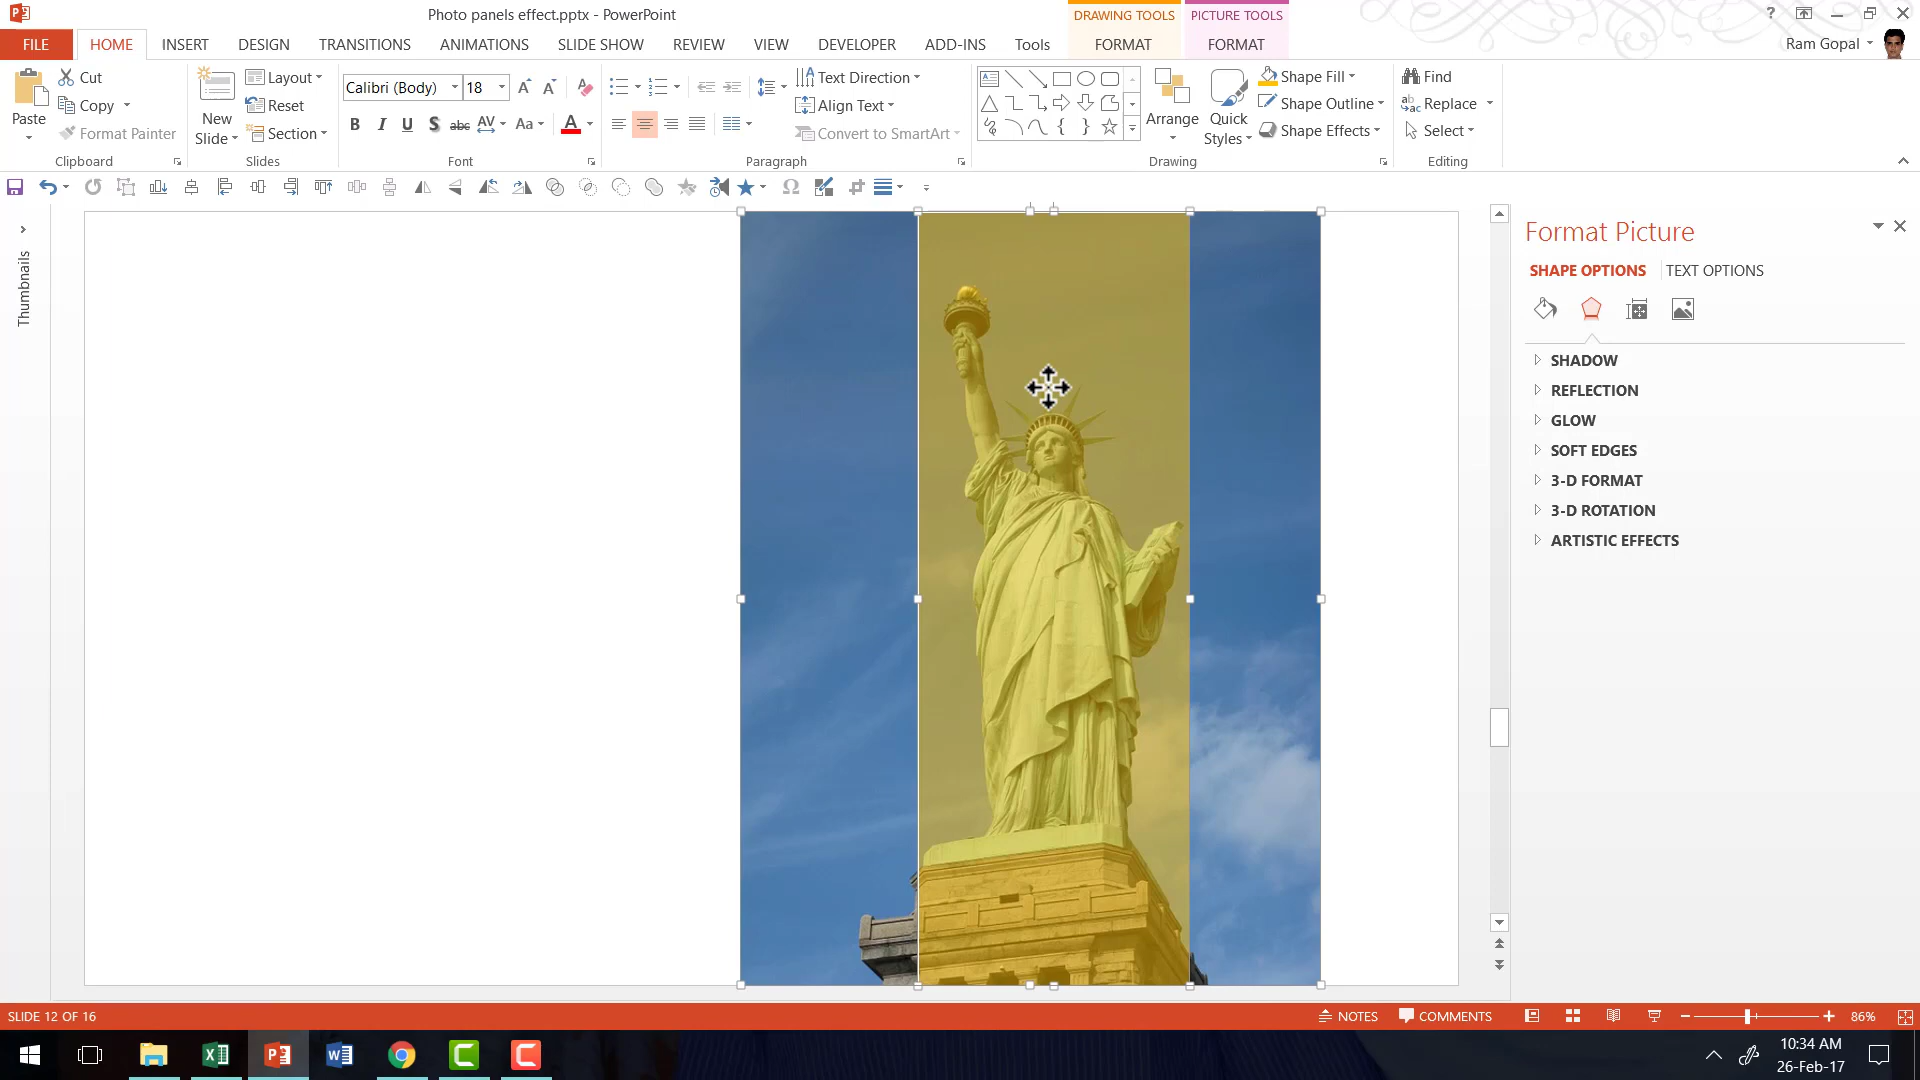 Photo panels effect.pptx - PowerPoint
DRAWING TOOLS
PICTURE TOOLS
?
FILE
HOME
INSERT
DESIGN
TRANSITIONS
ANIMATIONS
SLIDE SHOW
REVIEW
VIEW
DEVELOPER
ADD-INS
Tools
FORMAT
FORMAT
Ram Gopal
Paste
Cut
Copy
Format Painter
Clipboard
New
Slide
Layout
Reset
Section
Slides
Calibri (Body)
18
B I U S abc AV Aa A
Font
Text Direction
Align Text
Convert to SmartArt
Paragraph
Arrange
Quick
Styles
Shape Fill
Shape Outline
Shape Effects
Drawing
Find
Replace
Select
Editing
Thumbnails
Format Picture
SHAPE OPTIONS
TEXT OPTIONS
SHADOW
REFLECTION
GLOW
SOFT EDGES
3-D FORMAT
3-D ROTATION
ARTISTIC EFFECTS
SLIDE 12 OF 16
NOTES
COMMENTS
86%
10:34 AM
26-Feb-17